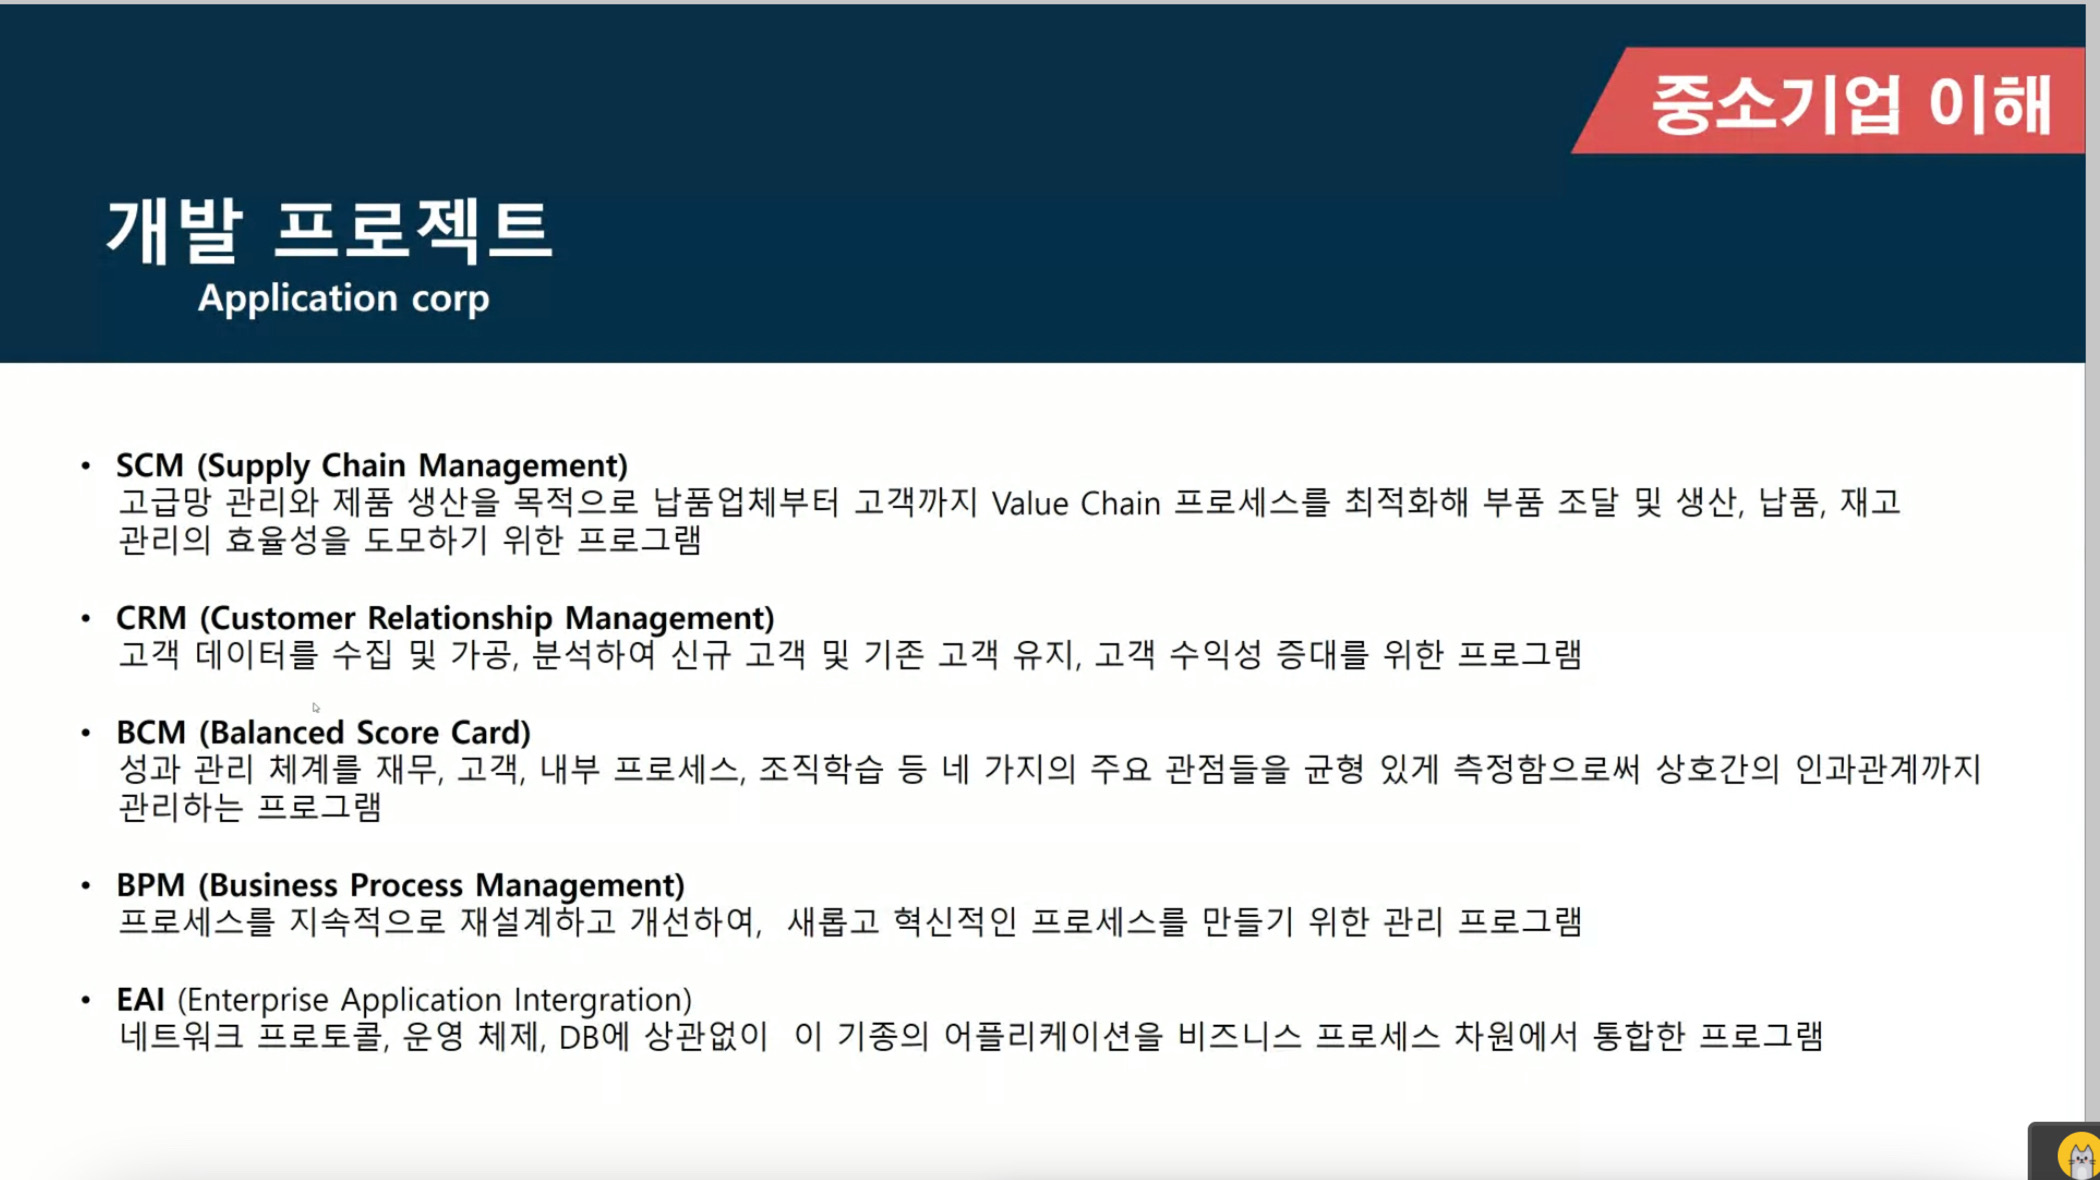 중소기업 이해
개발 프로젝트
Application corp
• SCM (Supply Chain Management)
고급망 관리와 제품 생산을 목적으로 납품업체부터 고객까지 Value Chain 프로세스를 최적화해 부품 조달 및 생산, 납품, 재고
관리의 효율성을 도모하기 위한 프로그램
• CRM (Customer Relationship Management)
고객 데이터를 수집 및 가공, 분석하여 신규 고객 및 기존 고객 유지, 고객 수익성 증대를 위한 프로그램
• BCM (Balanced Score Card)
성과 관리 체계를 재무, 고객, 내부 프로세스, 조직학습 등 네 가지의 주요 관점들을 균형 있게 측정함으로써 상호간의 인과관계까지
관리하는 프로그램
• BPM (Business Process Management)
프로세스를 지속적으로 재설계하고 개선하여, 새롭고 혁신적인 프로세스를 만들기 위한 관리 프로그램
• EAI (Enterprise Application Intergration)
네트워크 프로토콜, 운영 체제, DB에 상관없이 이 기종의 어플리케이션을 비즈니스 프로세스 차원에서 통합한 프로그램